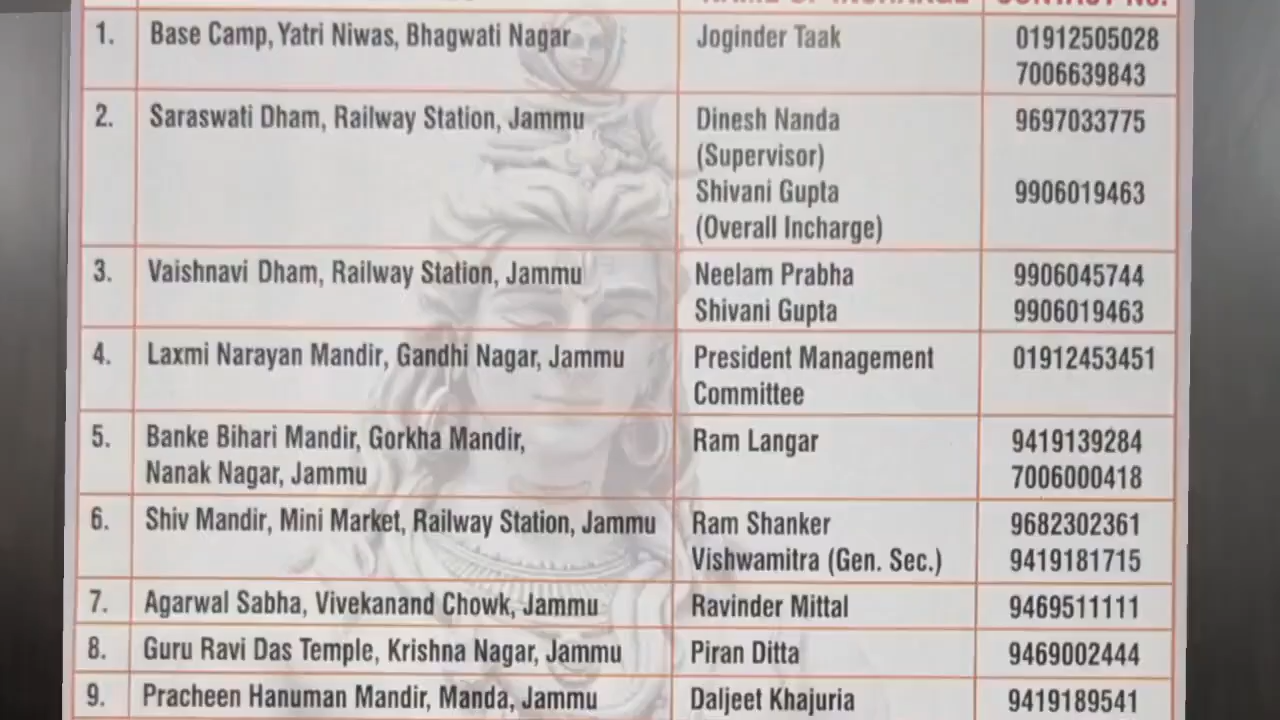 1. Base Camp, Yatri Niwas, Bhagwati Nagar Joginder Taak 01912505028
7006639843
2. Saraswati Dham, Railway Station, Jammu Dinesh Nanda 9697033775
(Supervisor)
Shivani Gupta 9906019463
(Overall Incharge)
3. Vaishnavi Dham, Railway Station, Jammu Neelam Prabha 9906045744
Shivani Gupta 9906019463
4. Laxmi Narayan Mandir, Gandhi Nagar, Jammu President Management 01912453451
Committee
5. Banke Bihari Mandir, Gorkha Mandir, Ram Langar 9419139284
Nanak Nagar, Jammu 7006000418
6. Shiv Mandir, Mini Market, Railway Station, Jammu Ram Shanker 9682302361
Vishwamitra (Gen. Sec.) 9419181715
7. Agarwal Sabha, Vivekanand Chowk, Jammu Ravinder Mittal 9469511111
8. Guru Ravi Das Temple, Krishna Nagar, Jammu Piran Ditta 9469002444
9. Pracheen Hanuman Mandir, Manda, Jammu Daljeet Khajuria 9419189541